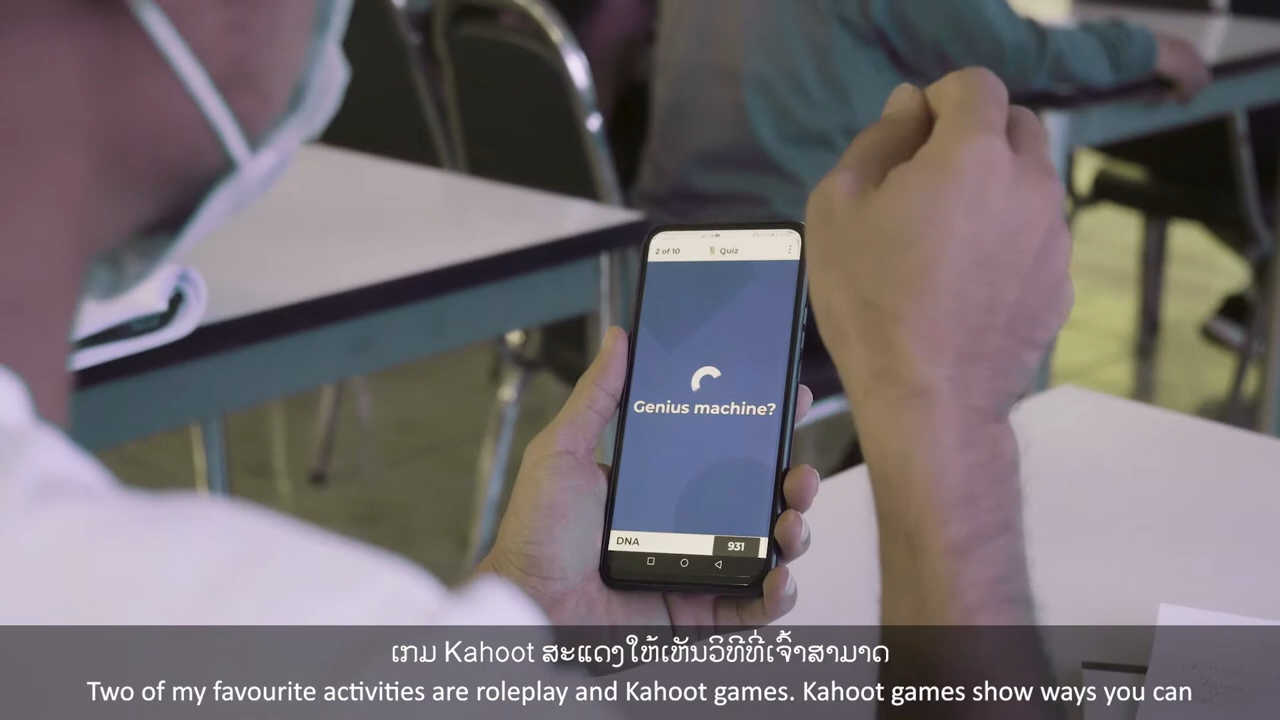 2 of 10 Quiz
Genius machine?
DNA 931
ເກມ Kahoot ສະແດງໃຫ້ເຫັນວິທີທີ່ເຈົ້າສາມາດ
Two of my favourite activities are roleplay and Kahoot games. Kahoot games show ways you can